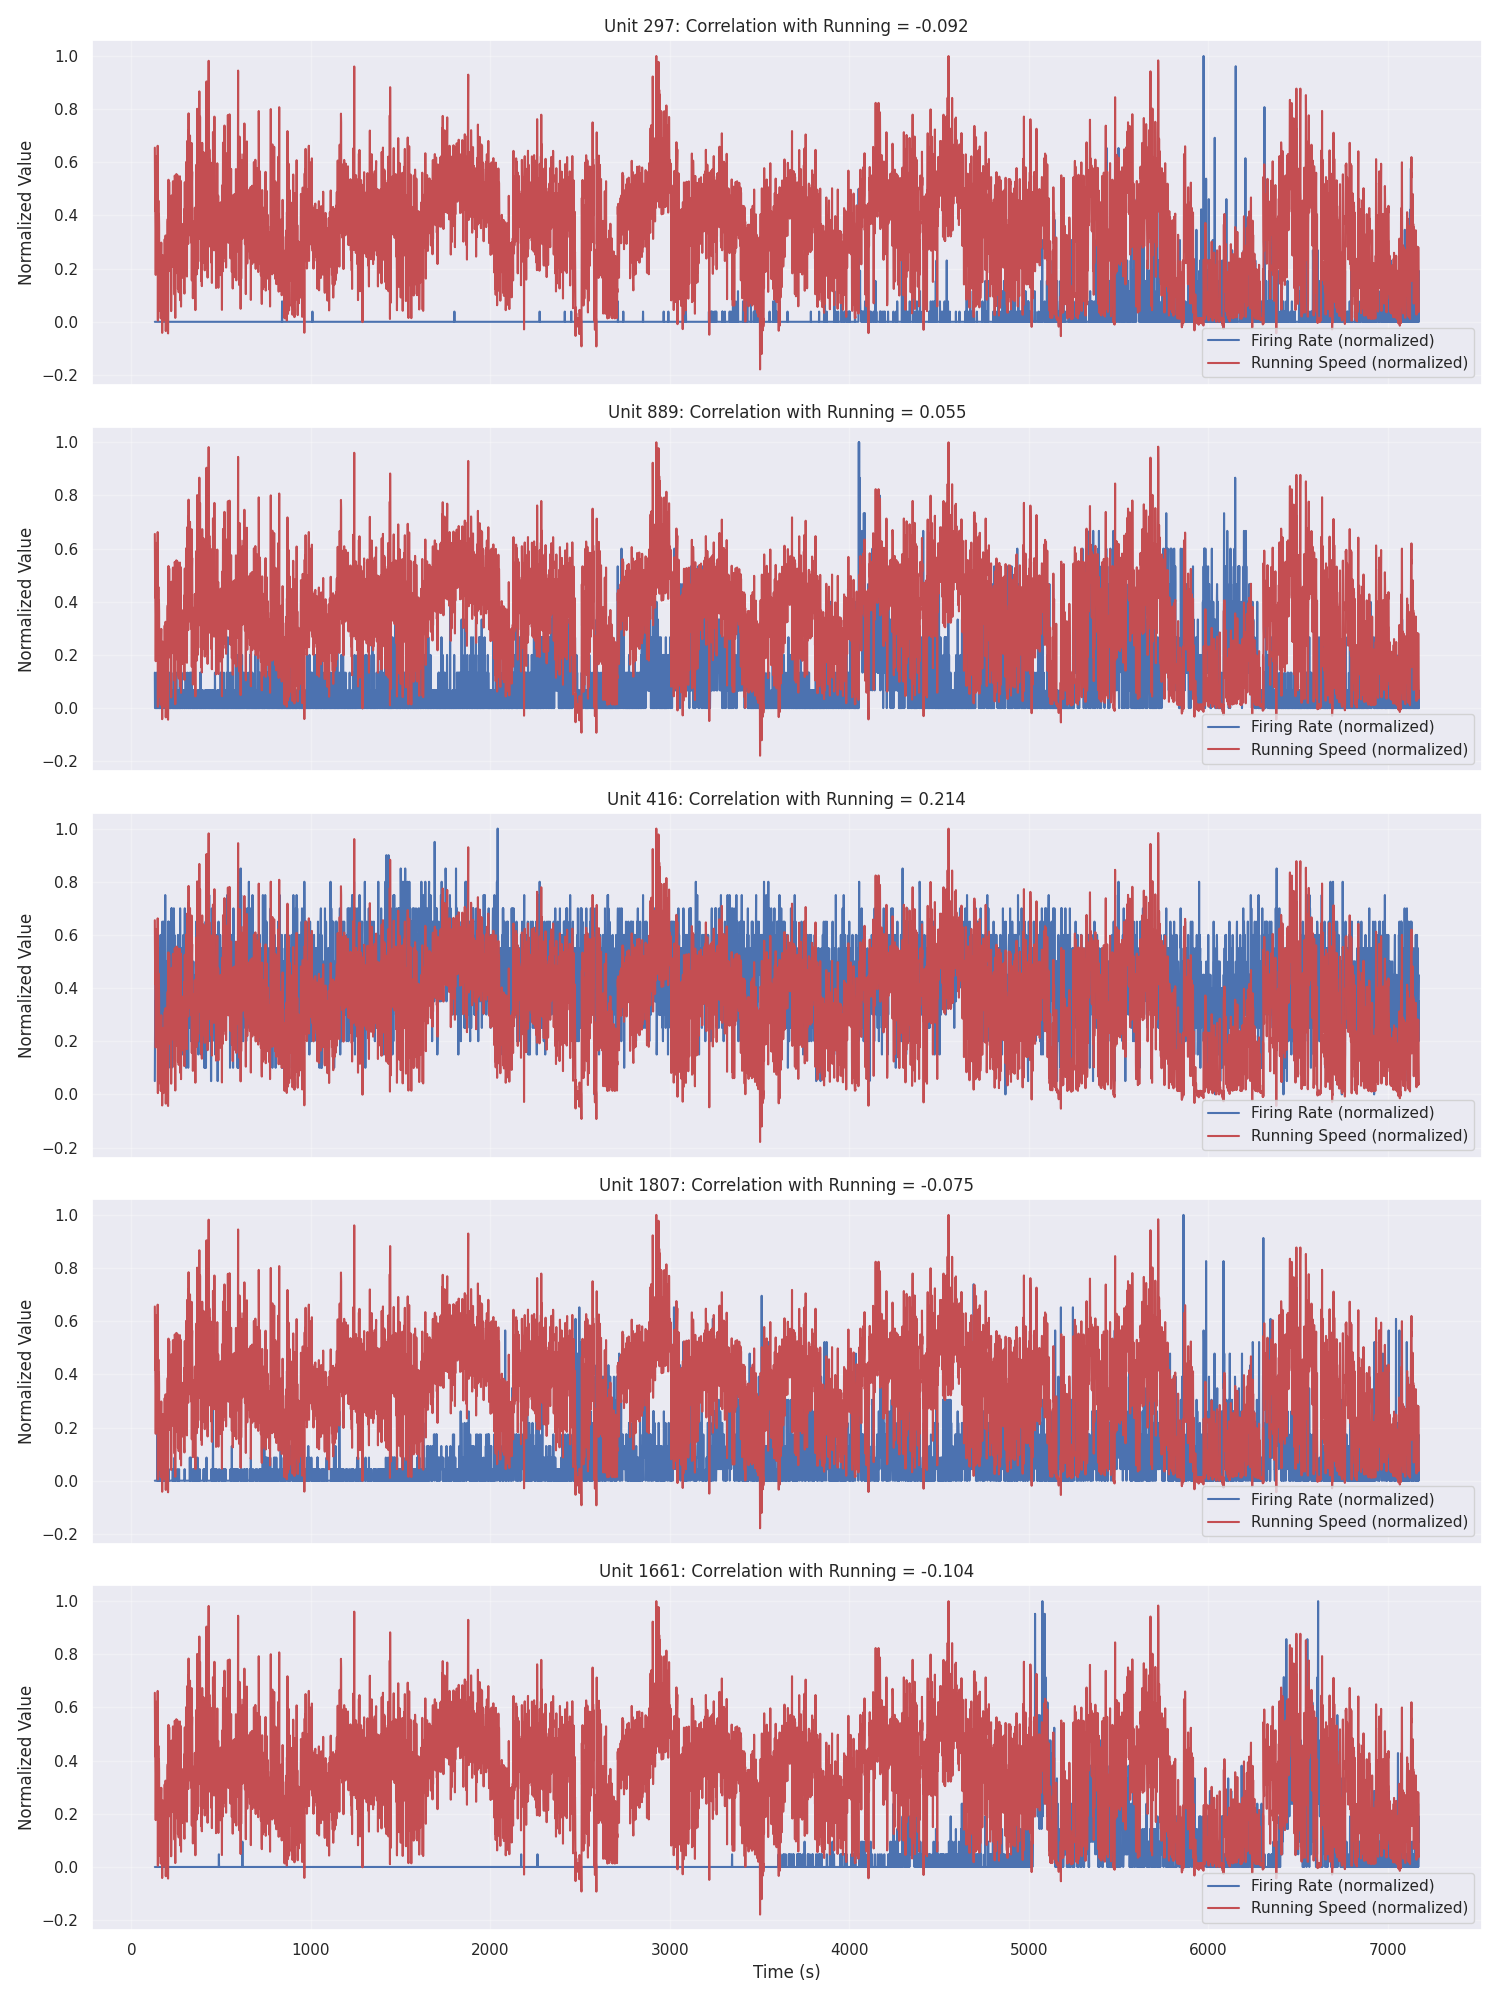 Unit 297: Correlation with Running = -0.092
Normalized Value
1.0
0.8
0.6
0.4
0.2
0.0
−0.2
Firing Rate (normalized)
Running Speed (normalized)
Unit 889: Correlation with Running = 0.055
Normalized Value
1.0
0.8
0.6
0.4
0.2
0.0
−0.2
Firing Rate (normalized)
Running Speed (normalized)
Unit 416: Correlation with Running = 0.214
Normalized Value
1.0
0.8
0.6
0.4
0.2
0.0
−0.2
Firing Rate (normalized)
Running Speed (normalized)
Unit 1807: Correlation with Running = -0.075
Normalized Value
1.0
0.8
0.6
0.4
0.2
0.0
−0.2
Firing Rate (normalized)
Running Speed (normalized)
Unit 1661: Correlation with Running = -0.104
Normalized Value
1.0
0.8
0.6
0.4
0.2
0.0
−0.2
Firing Rate (normalized)
Running Speed (normalized)
0 1000 2000 3000 4000 5000 6000 7000
Time (s)